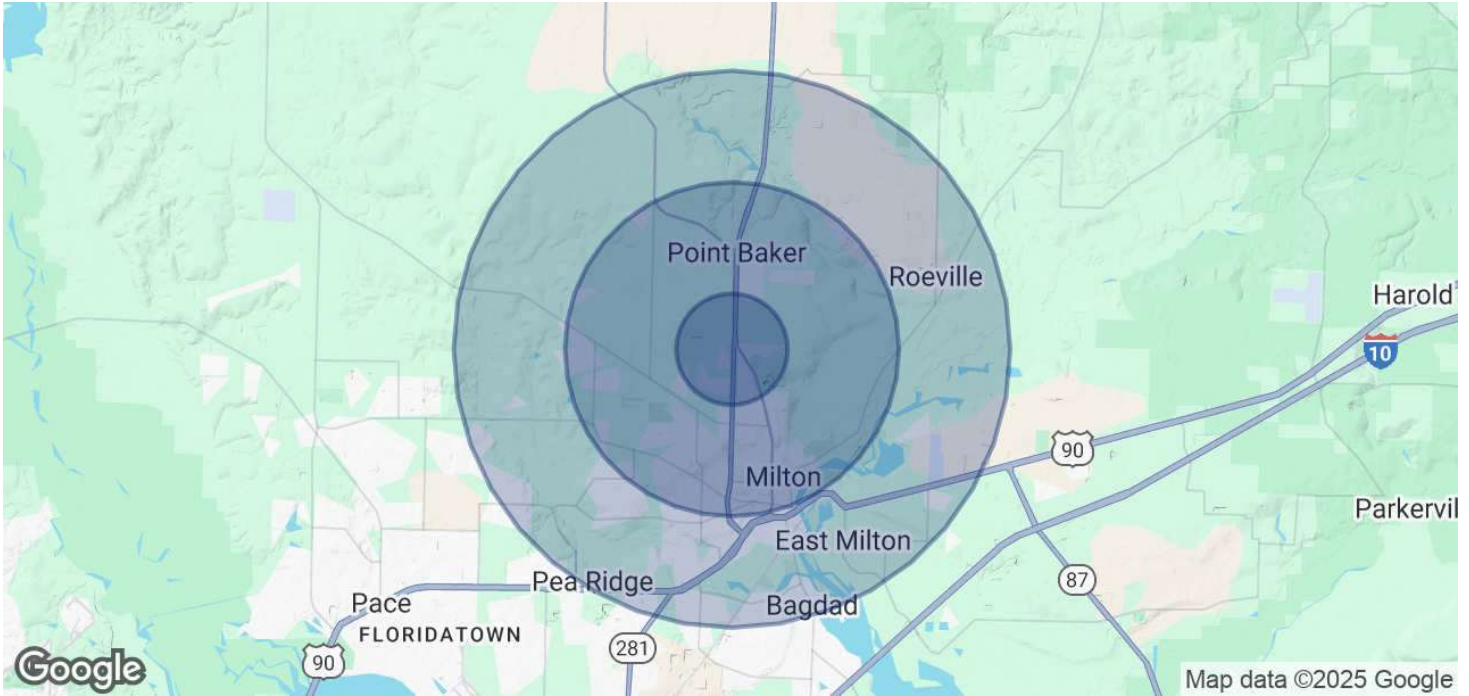 Point Baker
Roeville
Harold
10
90
Milton
Parkervil
East Milton
87
Pea Ridge
Bagdad
Pace
FLORIDATOWN
281
90
Google
Map data ©2025 Google